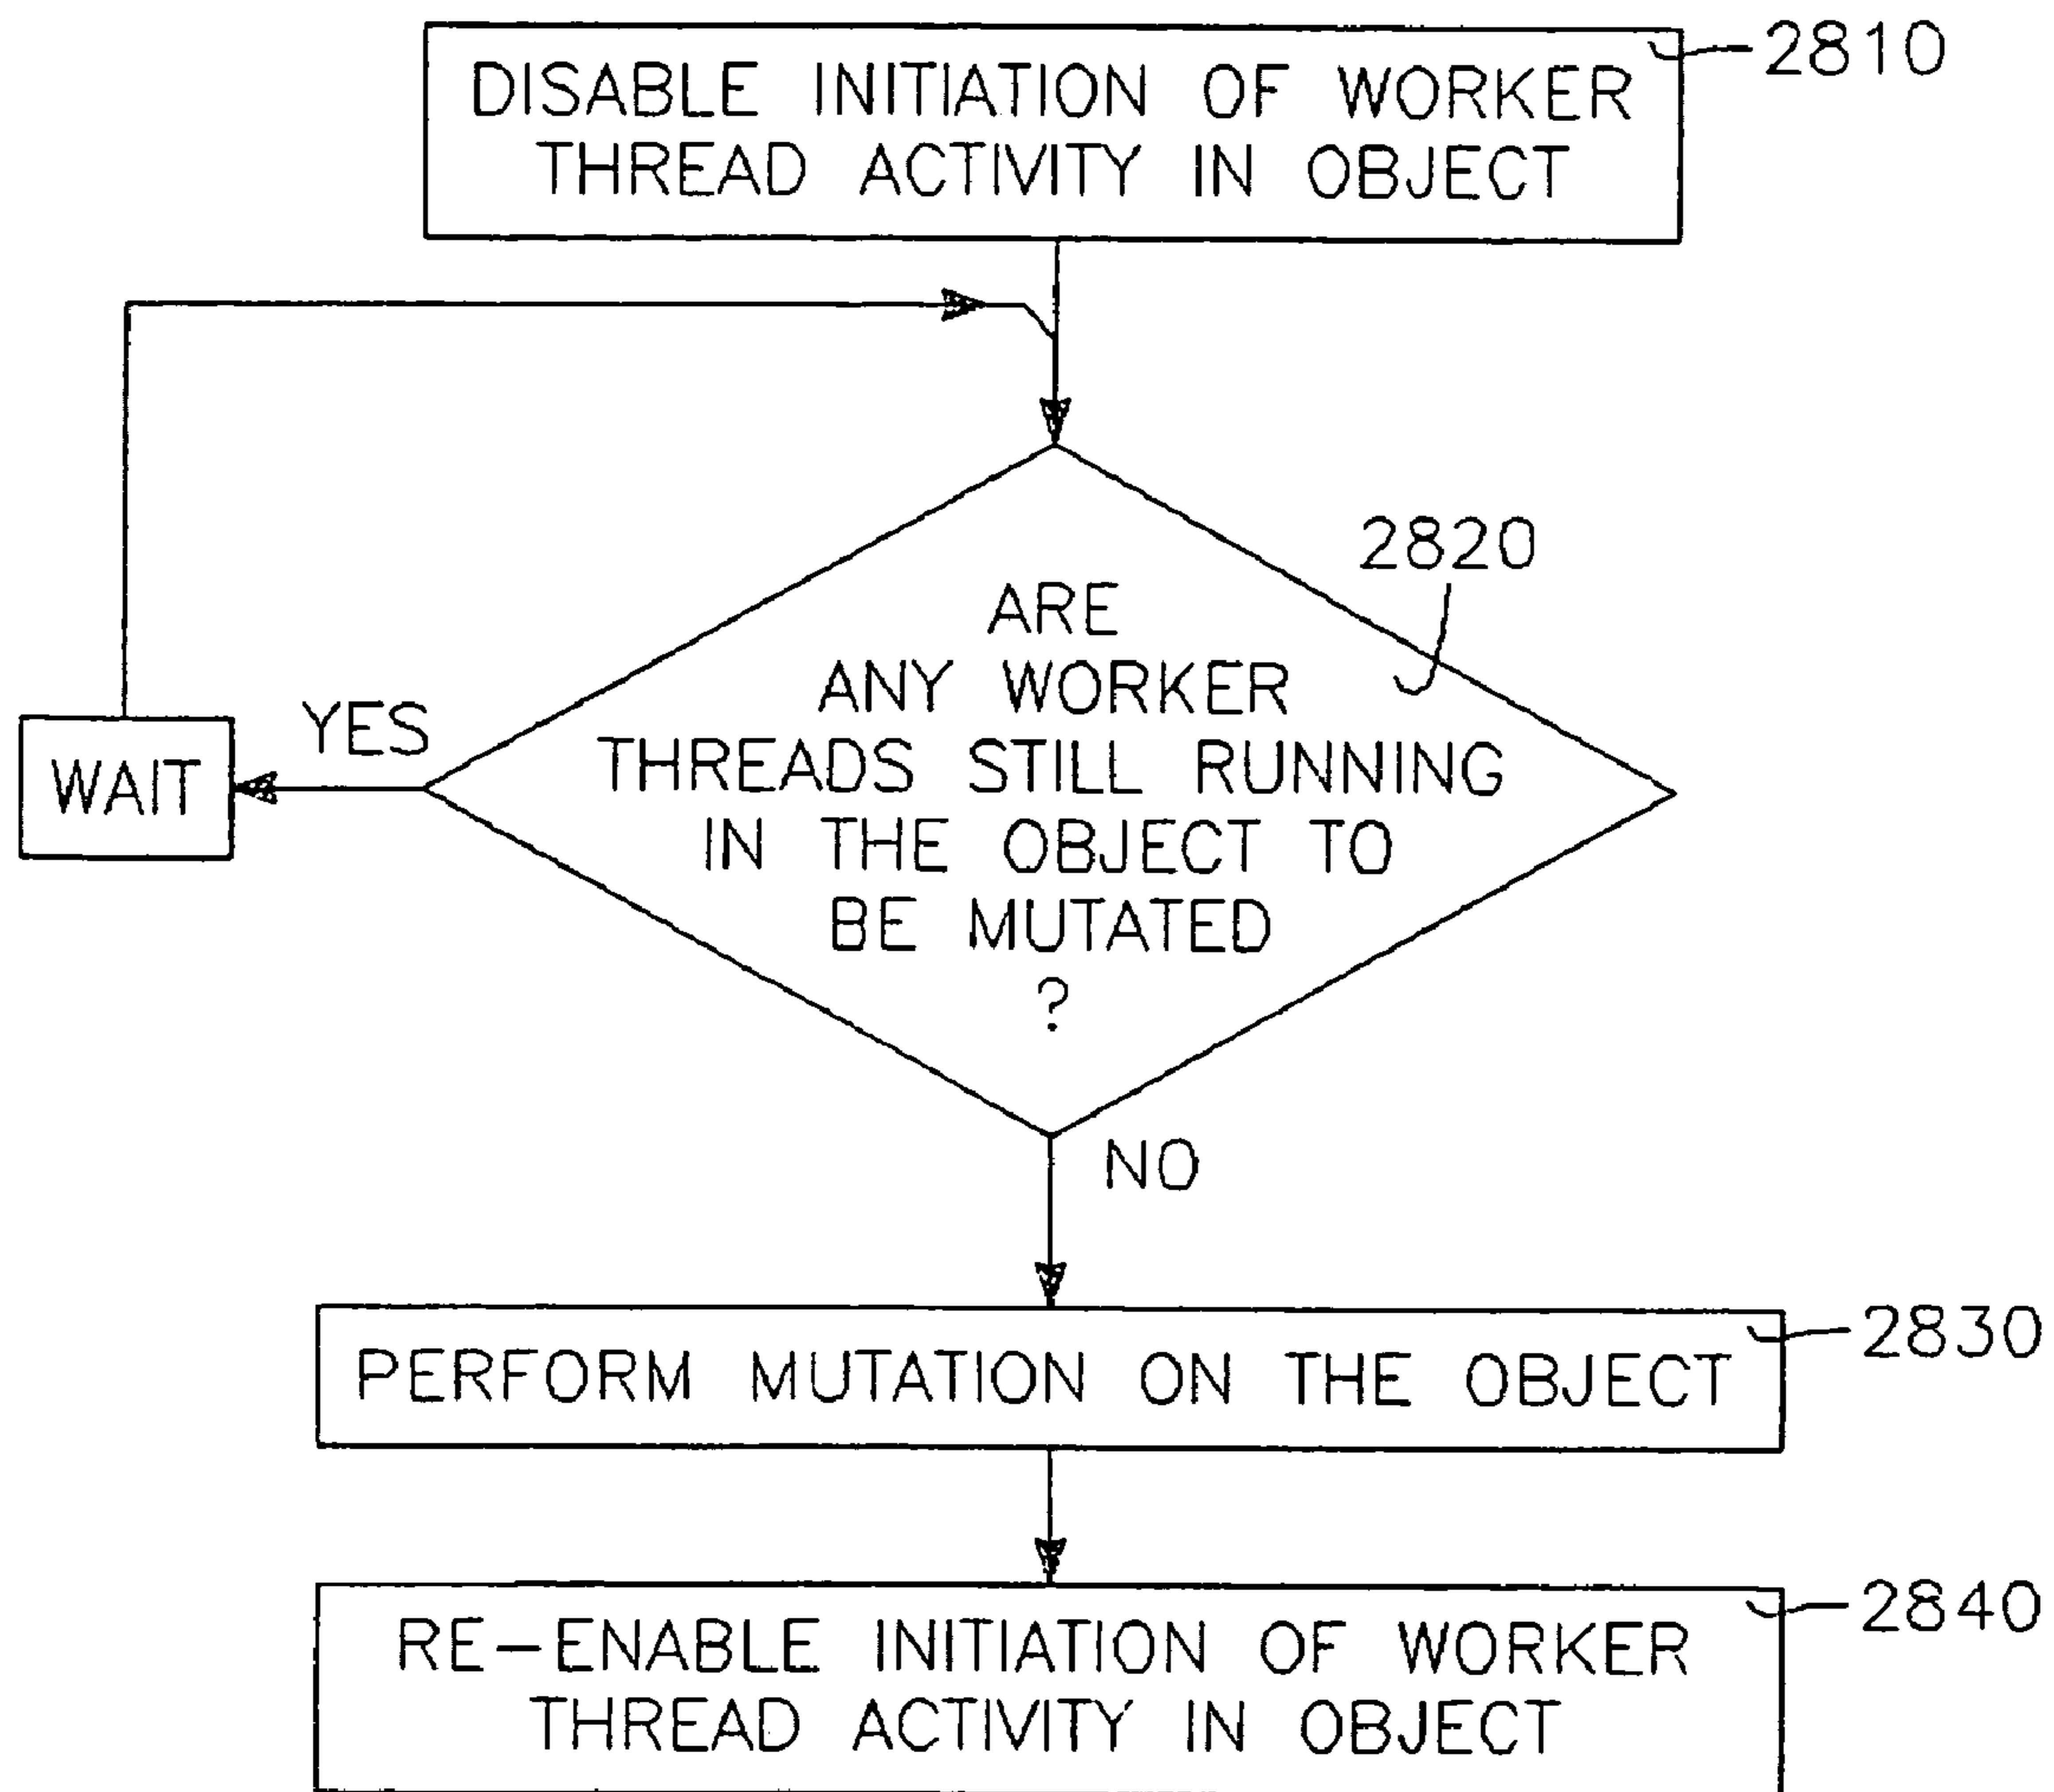 2810
DISABLE INITIATION OF WORKER
THREAD ACTIVITY IN OBJECT
2820
ARE
ANY WORKER
THREADS STILL RUNNING
IN THE OBJECT TO
BE MUTATED
?
YES
WAIT
NO
2830
PERFORM MUTATION ON THE OBJECT
2840
RE-ENABLE INITIATION OF WORKER
THREAD ACTIVITY IN OBJECT